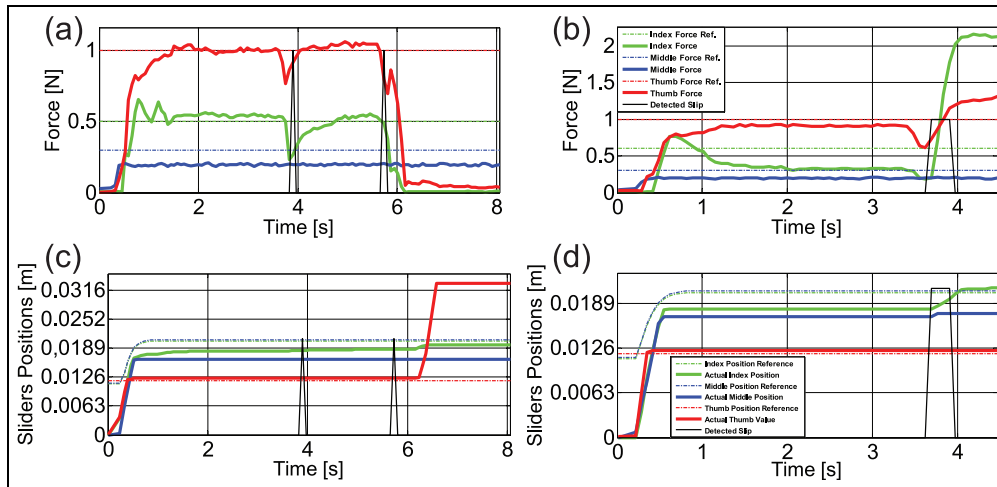 (a)
Force [N]
1
0.5
0
0 2 4 6 8
Time [s]
(b)
Force [N]
2
1.5
1
0.5
0
0 1 2 3 4
Time [s]
Index Force Ref.
Index Force
Middle Force Ref.
Middle Force
Thumb Force Ref.
Thumb Force
Detected Slip
(c)
Sliders Positions [m]
0.0316
0.0252
0.0189
0.0126
0.0063
0
0 2 4 6 8
Time [s]
(d)
Sliders Positions [m]
0.0189
0.0126
0.0063
0
0 1 2 3 4
Time [s]
Index Position Reference
Actual Index Position
Middle Position Reference
Actual Middle Position
Thumb Position Reference
Actual Thumb Value
Detected Slip